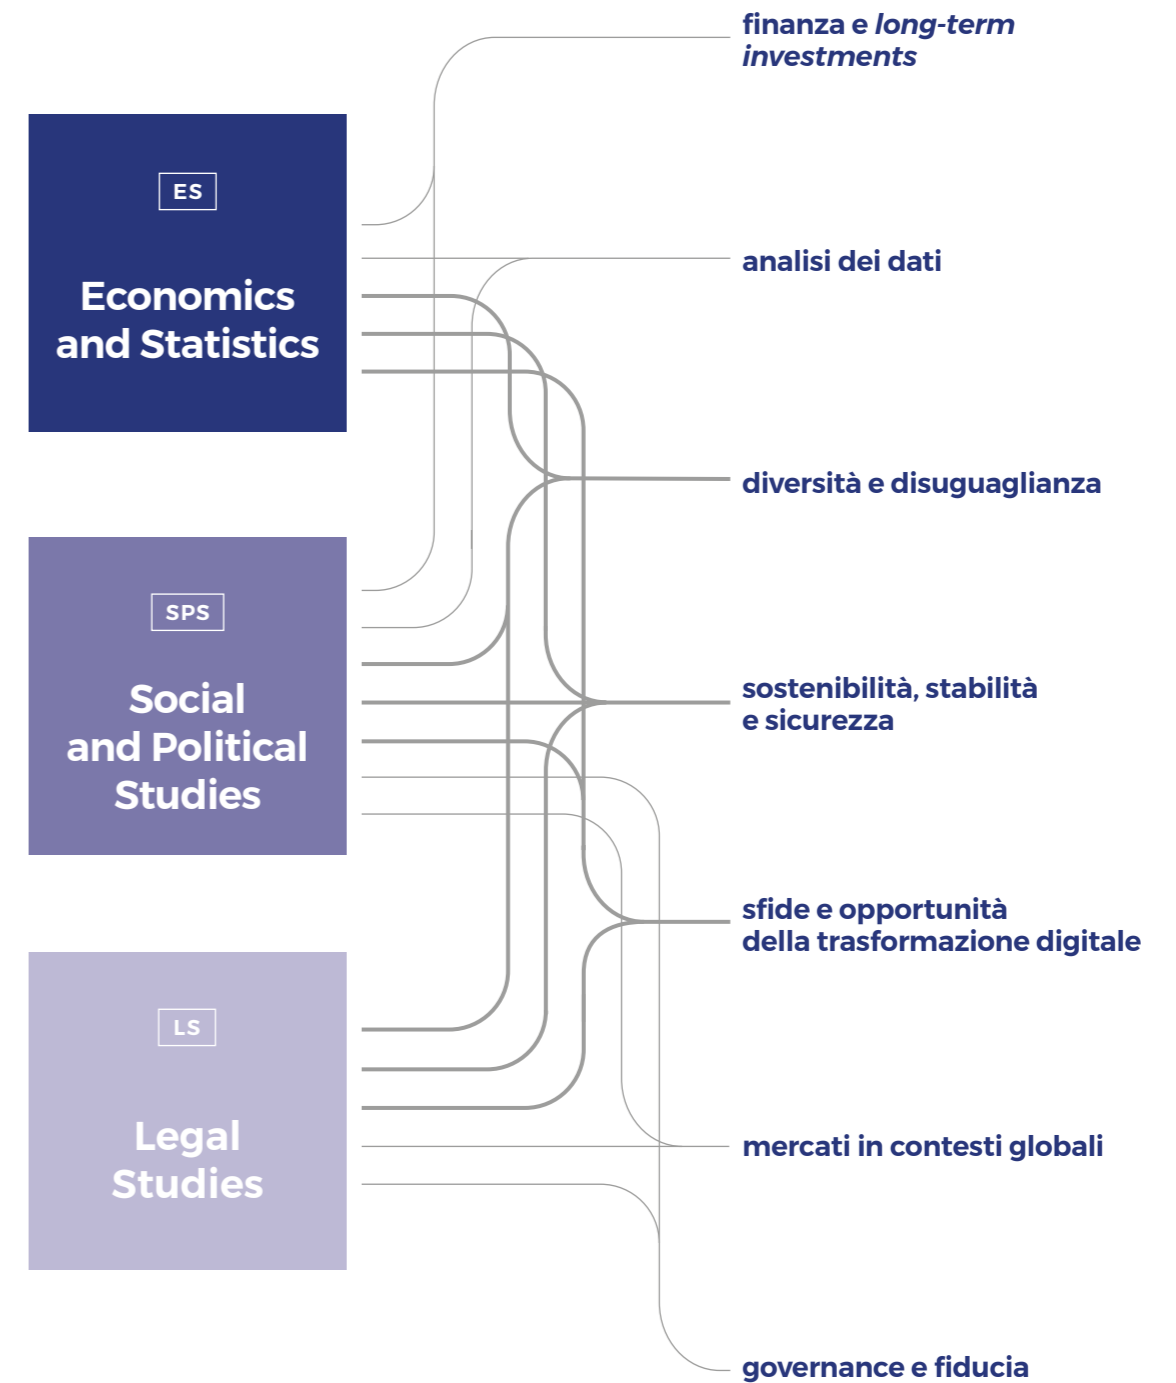 ES
Economics
and Statistics
SPS
Social
and Political
Studies
LS
Legal
Studies
finanza e long-term
investments
analisi dei dati
diversità e disuguaglianza
sostenibilità, stabilità
e sicurezza
sfide e opportunità
della trasformazione digitale
mercati in contesti globali
governance e fiducia